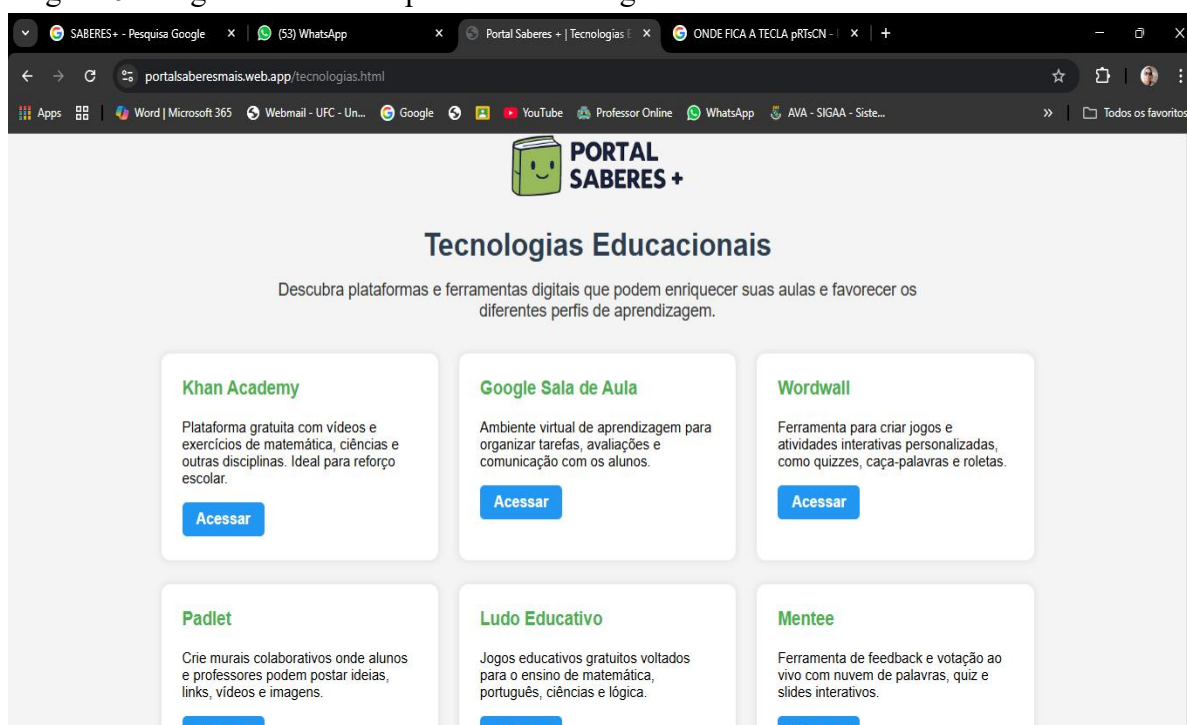 SABERES+ - Pesquisa Google
(53) WhatsApp
Portal Saberes + | Tecnologias E
ONDE FICA A TECLA pRTsCN -
portalsaberesmais.web.app/tecnologias.html
Apps
Word | Microsoft 365
Webmail - UFC - Un...
Google
YouTube
Professor Online
WhatsApp
AVA - SIGAA - Siste...
Todos os favoritos
PORTAL
SABERES +
Tecnologias Educacionais
Descubra plataformas e ferramentas digitais que podem enriquecer suas aulas e favorecer os
diferentes perfis de aprendizagem.
Khan Academy
Plataforma gratuita com vídeos e
exercícios de matemática, ciências e
outras disciplinas. Ideal para reforço
escolar.
Acessar
Google Sala de Aula
Ambiente virtual de aprendizagem para
organizar tarefas, avaliações e
comunicação com os alunos.
Acessar
Wordwall
Ferramenta para criar jogos e
atividades interativas personalizadas,
como quizzes, caça-palavras e roletas.
Acessar
Padlet
Crie murais colaborativos onde alunos
e professores podem postar ideias,
links, vídeos e imagens.
Ludo Educativo
Jogos educativos gratuitos voltados
para o ensino de matemática,
português, ciências e lógica.
Mentee
Ferramenta de feedback e votação ao
vivo com nuvem de palavras, quiz e
slides interativos.